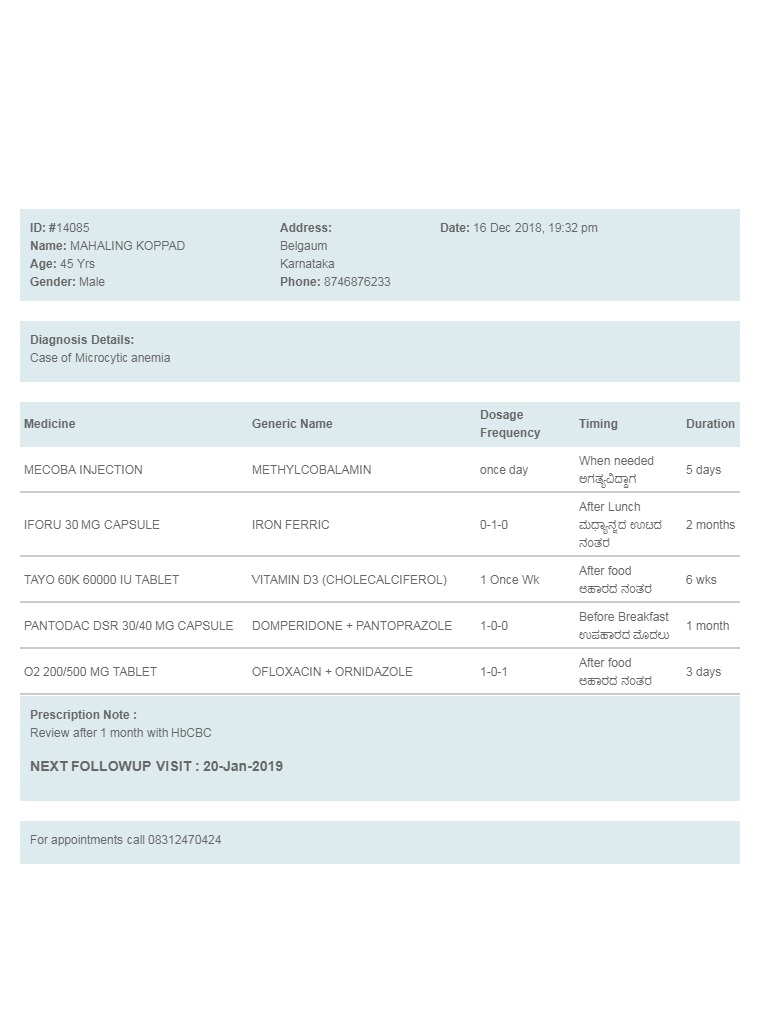 ID: #14085
Name: MAHALING KOPPAD
Age: 45 Yrs
Gender: Male
Address:
Belgaum
Karnataka
Phone: 8746876233
Date: 16 Dec 2018, 19:32 pm
Diagnosis Details:
Case of Microcytic anemia
Medicine Generic Name Dosage Frequency Timing Duration
MECOBA INJECTION METHYLCOBALAMIN once day When needed 5 days
ಅಗತ್ಯವಿದ್ದಾಗ
IFORU 30 MG CAPSULE IRON FERRIC 0-1-0 After Lunch 2 months
ಮಧ್ಯಾನ್ನದ ಊಟದ
ನಂತರ
TAYO 60K 60000 IU TABLET VITAMIN D3 (CHOLECALCIFEROL) 1 Once Wk After food 6 wks
ಆಹಾರದ ನಂತರ
PANTODAC DSR 30/40 MG CAPSULE DOMPERIDONE + PANTOPRAZOLE 1-0-0 Before Breakfast 1 month
ಉಪಹಾರದ ಮೊದಲು
O2 200/500 MG TABLET OFLOXACIN + ORNIDAZOLE 1-0-1 After food 3 days
ಆಹಾರದ ನಂತರ
Prescription Note :
Review after 1 month with HbCBC
NEXT FOLLOWUP VISIT : 20-Jan-2019
For appointments call 08312470424